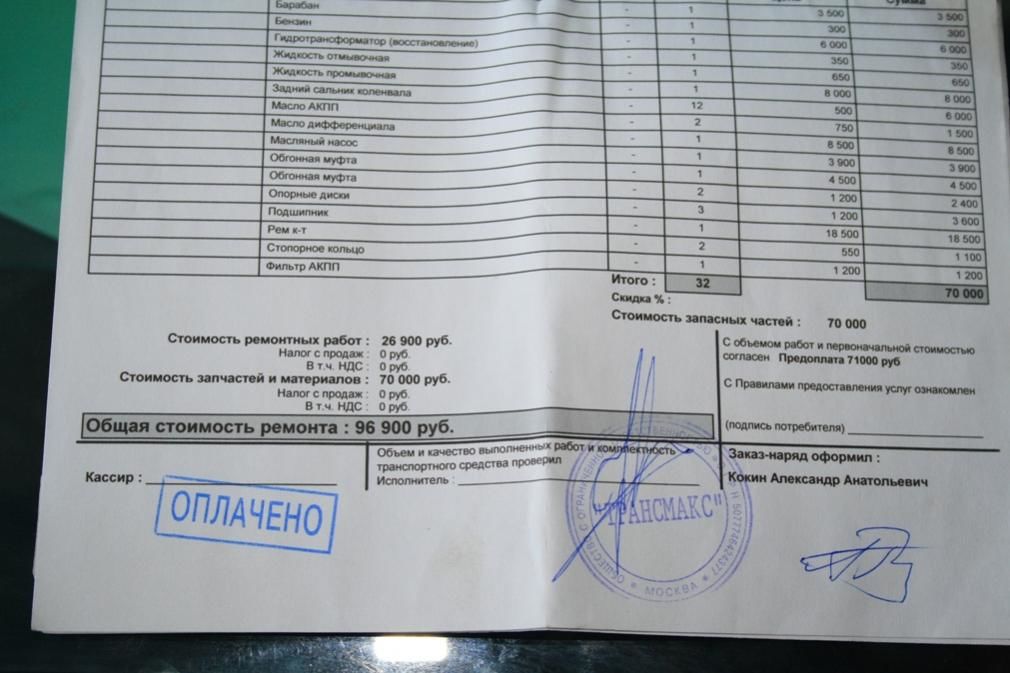 Сумма
Барабан - 1 3 500 3 500
Бензин - 1 300 300
Гидротрансформатор (восстановление) - 1 6 000 6 000
Жидкость отмывочная - 1 350 350
Жидкость промывочная - 1 650 650
Задний сальник коленвала - 1 8 000 8 000
Масло АКПП - 12 500 6 000
Масло дифференциала - 2 750 1 500
Масляный насос - 1 8 500 8 500
Обгонная муфта - 1 3 900 3 900
Обгонная муфта - 1 4 500 4 500
Опорные диски - 2 1 200 2 400
Подшипник - 3 1 200 3 600
Рем к-т - 1 18 500 18 500
Стопорное кольцо - 2 550 1 100
Фильтр АКПП - 1 1 200 1 200
Итого : 32 70 000
Скидка % :
Стоимость запасных частей : 70 000
Стоимость ремонтных работ : 26 900 руб.
Налог с продаж : 0 руб.
В т.ч. НДС : 0 руб.
Стоимость запчастей и материалов : 70 000 руб.
Налог с продаж : 0 руб.
В т.ч. НДС : 0 руб.
Общая стоимость ремонта : 96 900 руб.
С объемом работ и первоначальной стоимостью
согласен Предоплата 71000 руб
С Правилами предоставления услуг ознакомлен
(подпись потребителя)
Кассир :
ОПЛАЧЕНО
Объем и качество выполненных работ и комплектность
транспортного средства проверил
Исполнитель :
Заказ-наряд оформил :
Кокин Александр Анатольевич
"ТРАНСМАКС"
МОСКВА